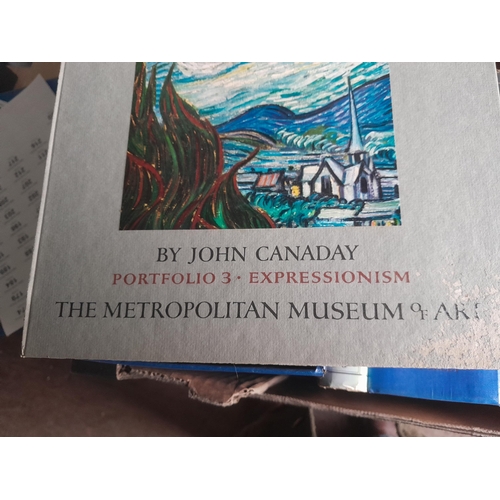 BY JOHN CANADAY
PORTFOLIO 3 · EXPRESSIONISM
THE METROPOLITAN MUSEUM OF ART